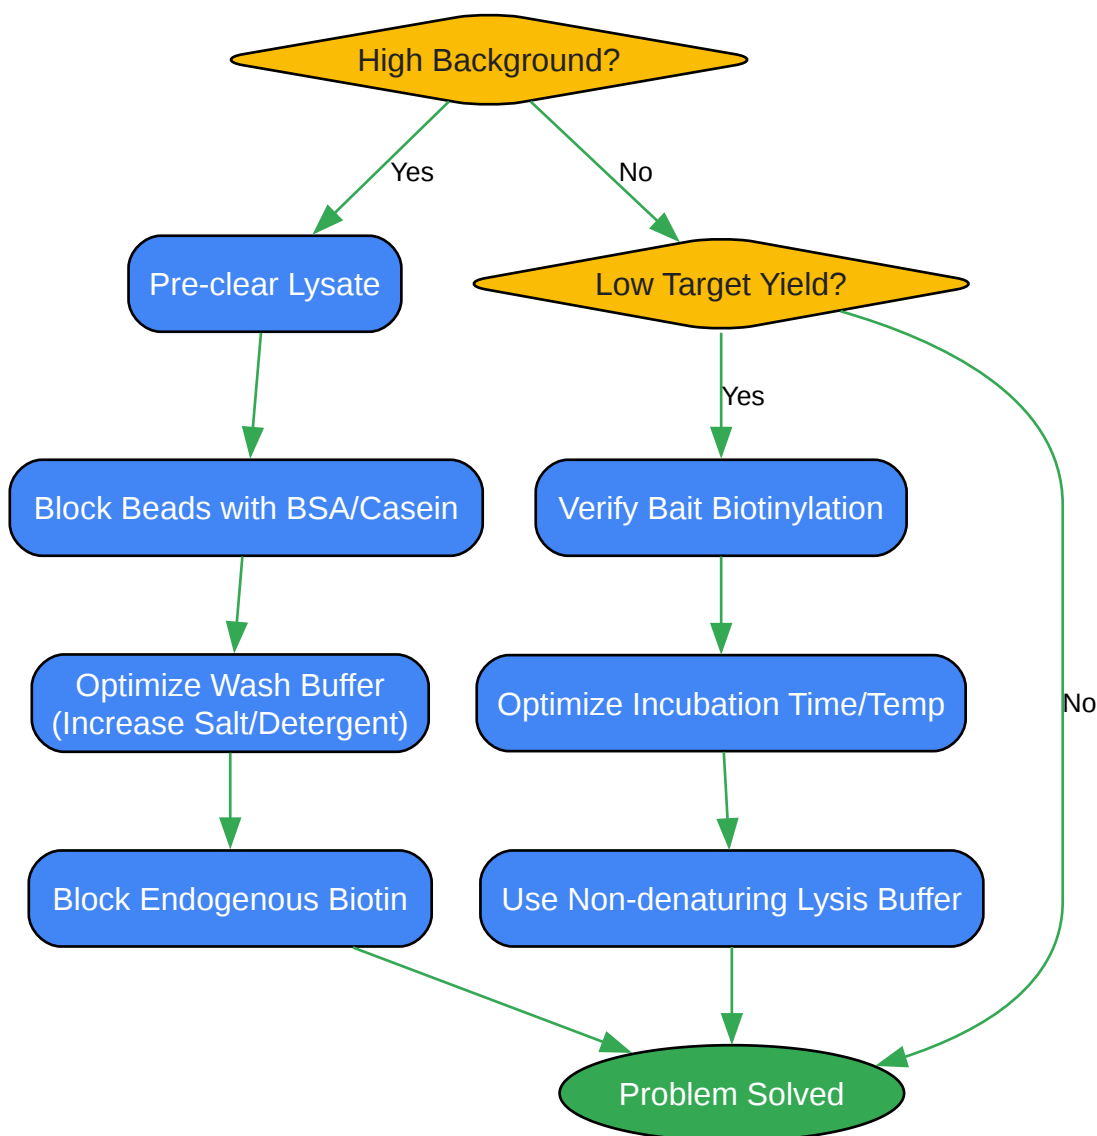 High Background?
Yes
No
Pre-clear Lysate
Low Target Yield?
Yes
Block Beads with BSA/Casein
Verify Bait Biotinylation
Optimize Wash Buffer
(Increase Salt/Detergent)
Optimize Incubation Time/Temp
No
Block Endogenous Biotin
Use Non-denaturing Lysis Buffer
Problem Solved